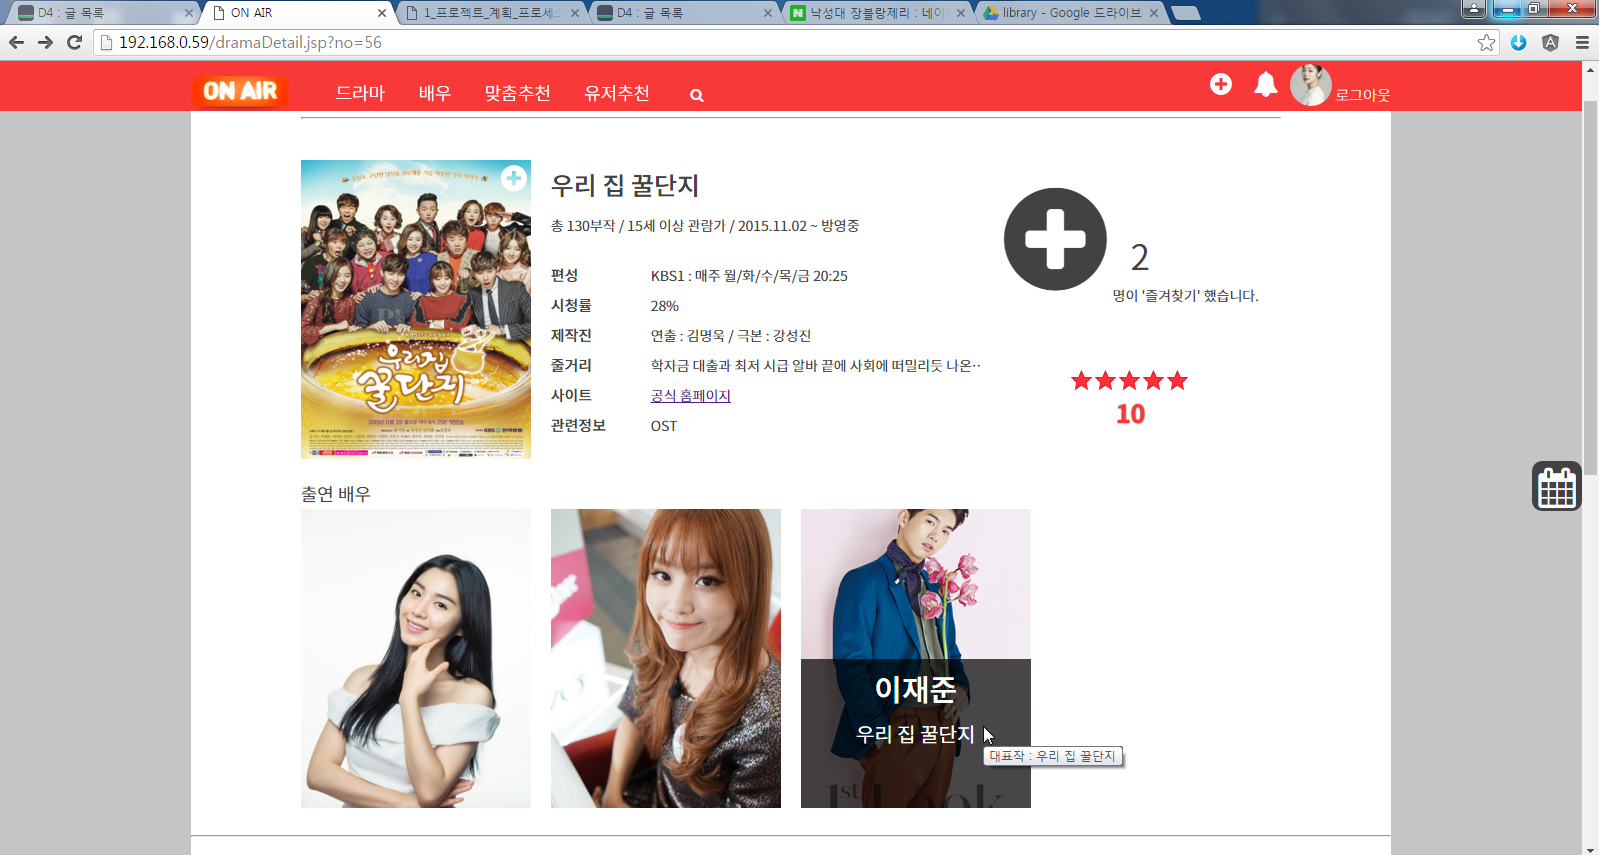 D4 : 글 목록
ON AIR
1_프로젝트_계획_프로세스
D4 : 글 목록
낙성대 장블랑제리 : 네이
library - Google 드라이브
192.168.0.59/dramaDetail.jsp?no=56
ON AIR
드라마
배우
맞춤추천
유저추천
로그아웃
우리 집 꿀단지
총 130부작 / 15세 이상 관람가 / 2015.11.02 ~ 방영중
편성 KBS1 : 매주 월/화/수/목/금 20:25
시청률 28%
제작진 연출 : 김명욱 / 극본 : 강성진
줄거리 학자금 대출과 최저 시급 알바 끝에 사회에 떠밀리듯 나온··
사이트 공식 홈페이지
관련정보 OST
2
명이 '즐겨찾기' 했습니다.
10
우리집
꿀단지
출연 배우
이재준
우리 집 꿀단지
대표작 : 우리 집 꿀단지
1st Look